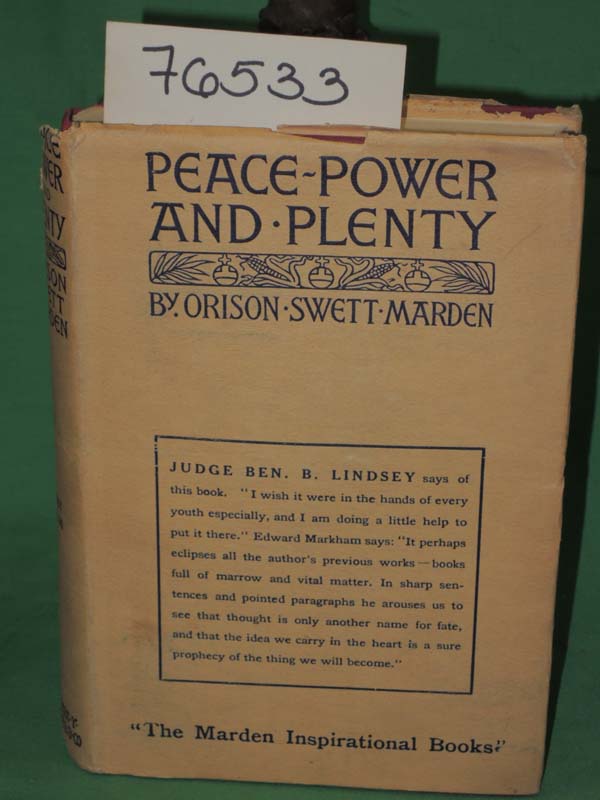 76533
PEACE~POWER
AND·PLENTY
By. ORISON·SWETT·MARDEN
JUDGE BEN. B. LINDSEY says of
this book. "I wish it were in the hands of every
youth especially, and I am doing a little help to
put it there." Edward Markham says: "It perhaps
eclipses all the author's previous works—books
full of marrow and vital matter. In sharp sen-
tences and pointed paragraphs he arouses us to
see that thought is only another name for fate,
and that the idea we carry in the heart is a sure
prophecy of the thing we will become."
"The Marden Inspirational Books."